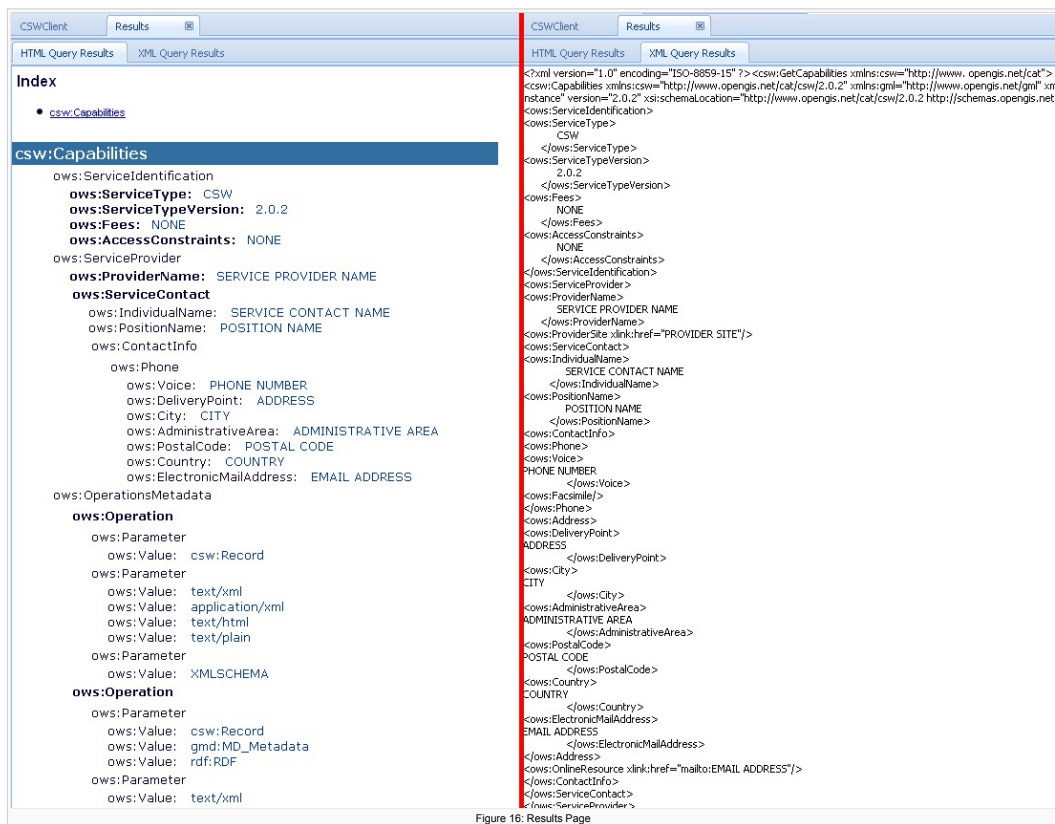 CSWClient Results
HTML Query Results XML Query Results
Index
csw:Capabilities
csw:Capabilities
ows:ServiceIdentification
ows:ServiceType: CSW
ows:ServiceTypeVersion: 2.0.2
ows:Fees: NONE
ows:AccessConstraints: NONE
ows:ServiceProvider
ows:ProviderName: SERVICE PROVIDER NAME
ows:ServiceContact
ows:IndividualName: SERVICE CONTACT NAME
ows:PositionName: POSITION NAME
ows:ContactInfo
ows:Phone
ows:Voice: PHONE NUMBER
ows:DeliveryPoint: ADDRESS
ows:City: CITY
ows:AdministrativeArea: ADMINISTRATIVE AREA
ows:PostalCode: POSTAL CODE
ows:Country: COUNTRY
ows:ElectronicMailAddress: EMAIL ADDRESS
ows:OperationsMetadata
ows:Operation
ows:Parameter
ows:Value: csw:Record
ows:Parameter
ows:Value: text/xml
ows:Value: application/xml
ows:Value: text/html
ows:Value: text/plain
ows:Parameter
ows:Value: XMLSCHEMA
ows:Operation
ows:Parameter
ows:Value: csw:Record
ows:Value: gmd:MD_Metadata
ows:Value: rdf:RDF
ows:Parameter
ows:Value: text/xml
CSWClient Results
HTML Query Results XML Query Results
<?xml version="1.0" encoding="ISO-8859-15" ?><csw:GetCapabilities xmlns:csw="http://www. opengis.net/cat">
<csw:Capabilities xmlns:csw="http://www.opengis.net/cat/csw/2.0.2" xmlns:gml="http://www.opengis.net/gml" xm
nstance" version="2.0.2" xsi:schemaLocation="http://www.opengis.net/cat/csw/2.0.2 http://schemas.opengis.net
<ows:ServiceIdentification>
<ows:ServiceType>
CSW
</ows:ServiceType>
<ows:ServiceTypeVersion>
2.0.2
</ows:ServiceTypeVersion>
<ows:Fees>
NONE
</ows:Fees>
<ows:AccessConstraints>
NONE
</ows:AccessConstraints>
</ows:ServiceIdentification>
<ows:ServiceProvider>
<ows:ProviderName>
SERVICE PROVIDER NAME
</ows:ProviderName>
<ows:ProviderSite xlink:href="PROVIDER SITE"/>
<ows:ServiceContact>
<ows:IndividualName>
SERVICE CONTACT NAME
</ows:IndividualName>
<ows:PositionName>
POSITION NAME
</ows:PositionName>
<ows:ContactInfo>
<ows:Phone>
<ows:Voice>
PHONE NUMBER
</ows:Voice>
<ows:Facsimile/>
</ows:Phone>
<ows:Address>
<ows:DeliveryPoint>
ADDRESS
</ows:DeliveryPoint>
<ows:City>
CITY
</ows:City>
<ows:AdministrativeArea>
ADMINISTRATIVE AREA
</ows:AdministrativeArea>
<ows:PostalCode>
POSTAL CODE
</ows:PostalCode>
<ows:Country>
COUNTRY
</ows:Country>
<ows:ElectronicMailAddress>
EMAIL ADDRESS
</ows:ElectronicMailAddress>
</ows:Address>
<ows:OnlineResource xlink:href="mailto:EMAIL ADDRESS"/>
</ows:ContactInfo>
</ows:ServiceContact>
</ows:ServiceProvider>
Figure 16: Results Page